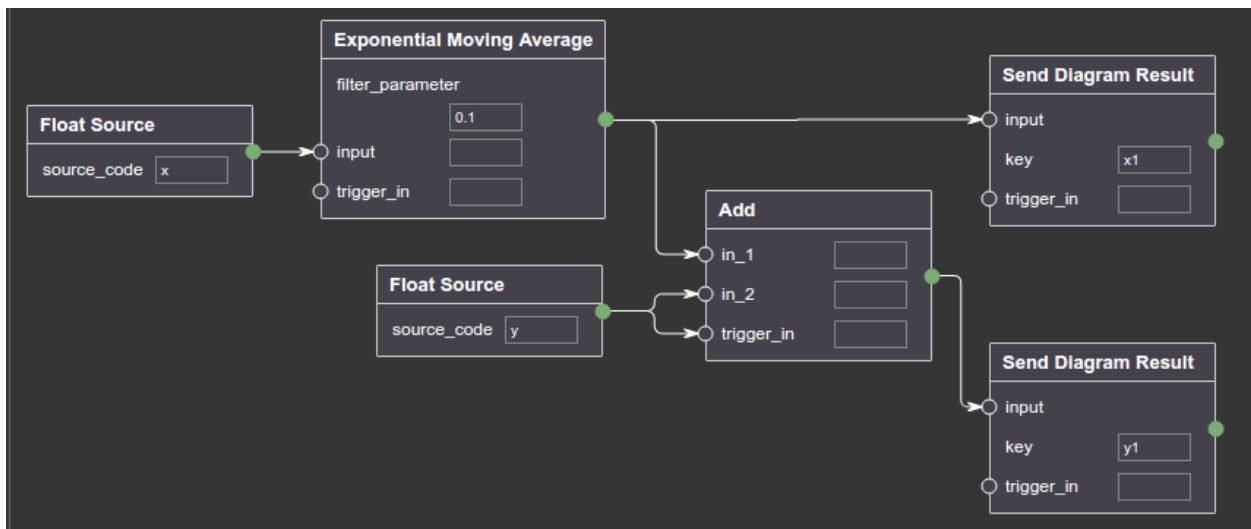 Exponential Moving Average
filter_parameter
0.1
input
trigger_in
Float Source
source_code x
Send Diagram Result
input
key x1
trigger_in
Add
in_1
in_2
trigger_in
Float Source
source_code y
Send Diagram Result
input
key y1
trigger_in